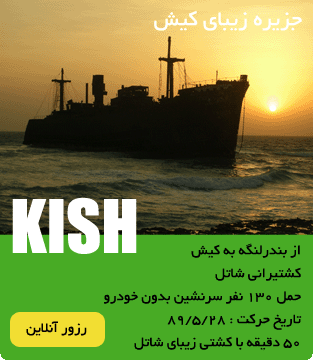 جزیره زیبای کیش
KISH
از بندرلنگه به کیش
کشتیرانی شاتل
حمل ۱۳۰ نفر سرنشین بدون خودرو
تاریخ حرکت : ۸۹/۵/۲۸
۵۰ دقیقه با کشتی زیبای شاتل
رزور آنلاین